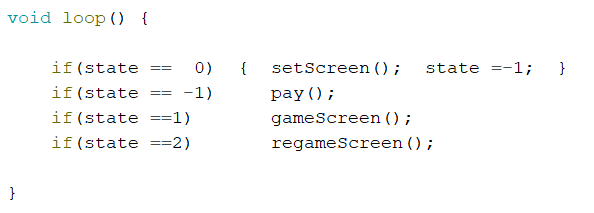 void loop() {
if(state ==  0)  {  setScreen();  state =-1;  }
if(state == -1)     pay();
if(state ==1)       gameScreen();
if(state ==2)       regameScreen();
}